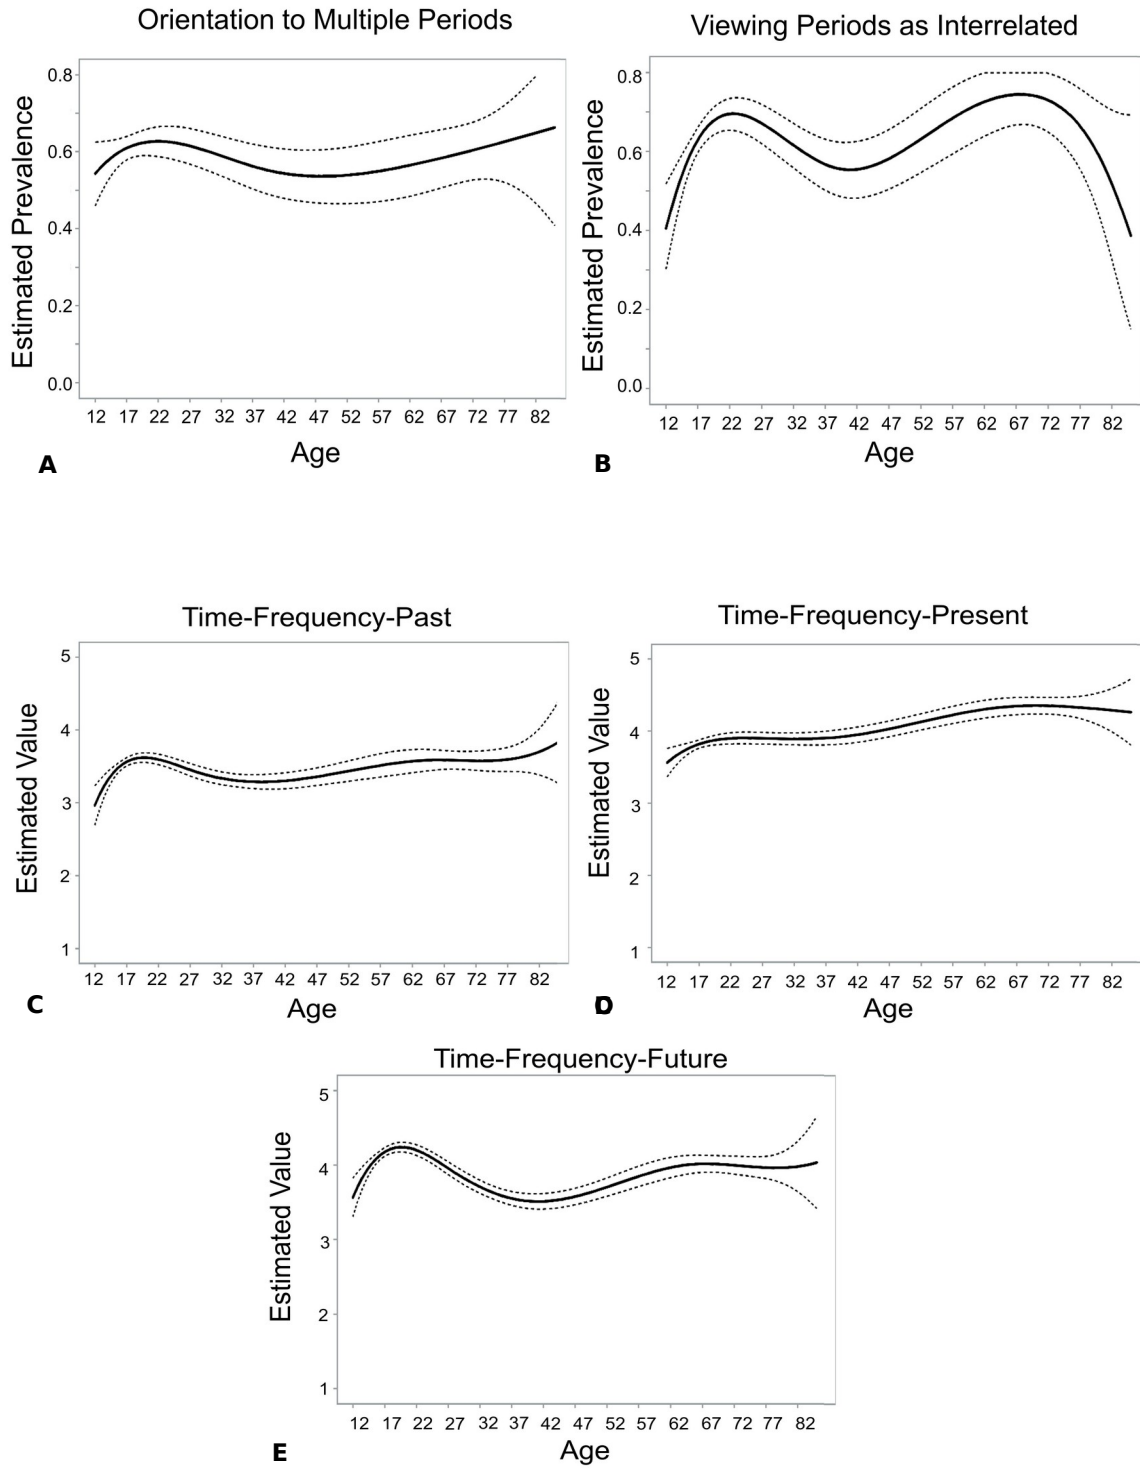 Orientation to Multiple Periods
Estimated Prevalence
0.8
0.6
0.4
0.2
0.0
12 17 22 27 32 37 42 47 52 57 62 67 72 77 82
Age
A
Viewing Periods as Interrelated
Estimated Prevalence
0.8
0.6
0.4
0.2
0.0
12 17 22 27 32 37 42 47 52 57 62 67 72 77 82
Age
B
Time-Frequency-Past
Estimated Value
5
4
3
2
1
12 17 22 27 32 37 42 47 52 57 62 67 72 77 82
Age
C
Time-Frequency-Present
Estimated Value
5
4
3
2
1
12 17 22 27 32 37 42 47 52 57 62 67 72 77 82
Age
D
Time-Frequency-Future
Estimated Value
5
4
3
2
1
12 17 22 27 32 37 42 47 52 57 62 67 72 77 82
Age
E